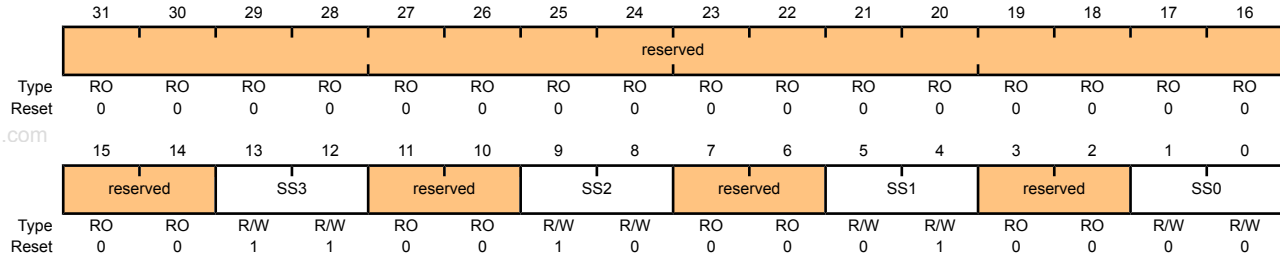 31 30 29 28 27 26 25 24 23 22 21 20 19 18 17 16
reserved
Type RO RO RO RO RO RO RO RO RO RO RO RO RO RO RO RO
Reset 0 0 0 0 0 0 0 0 0 0 0 0 0 0 0 0
.com
15 14 13 12 11 10 9 8 7 6 5 4 3 2 1 0
reserved SS3 reserved SS2 reserved SS1 reserved SS0
Type RO RO R/W R/W RO RO R/W R/W RO RO R/W R/W RO RO R/W R/W
Reset 0 0 1 1 0 0 1 0 0 0 0 1 0 0 0 0